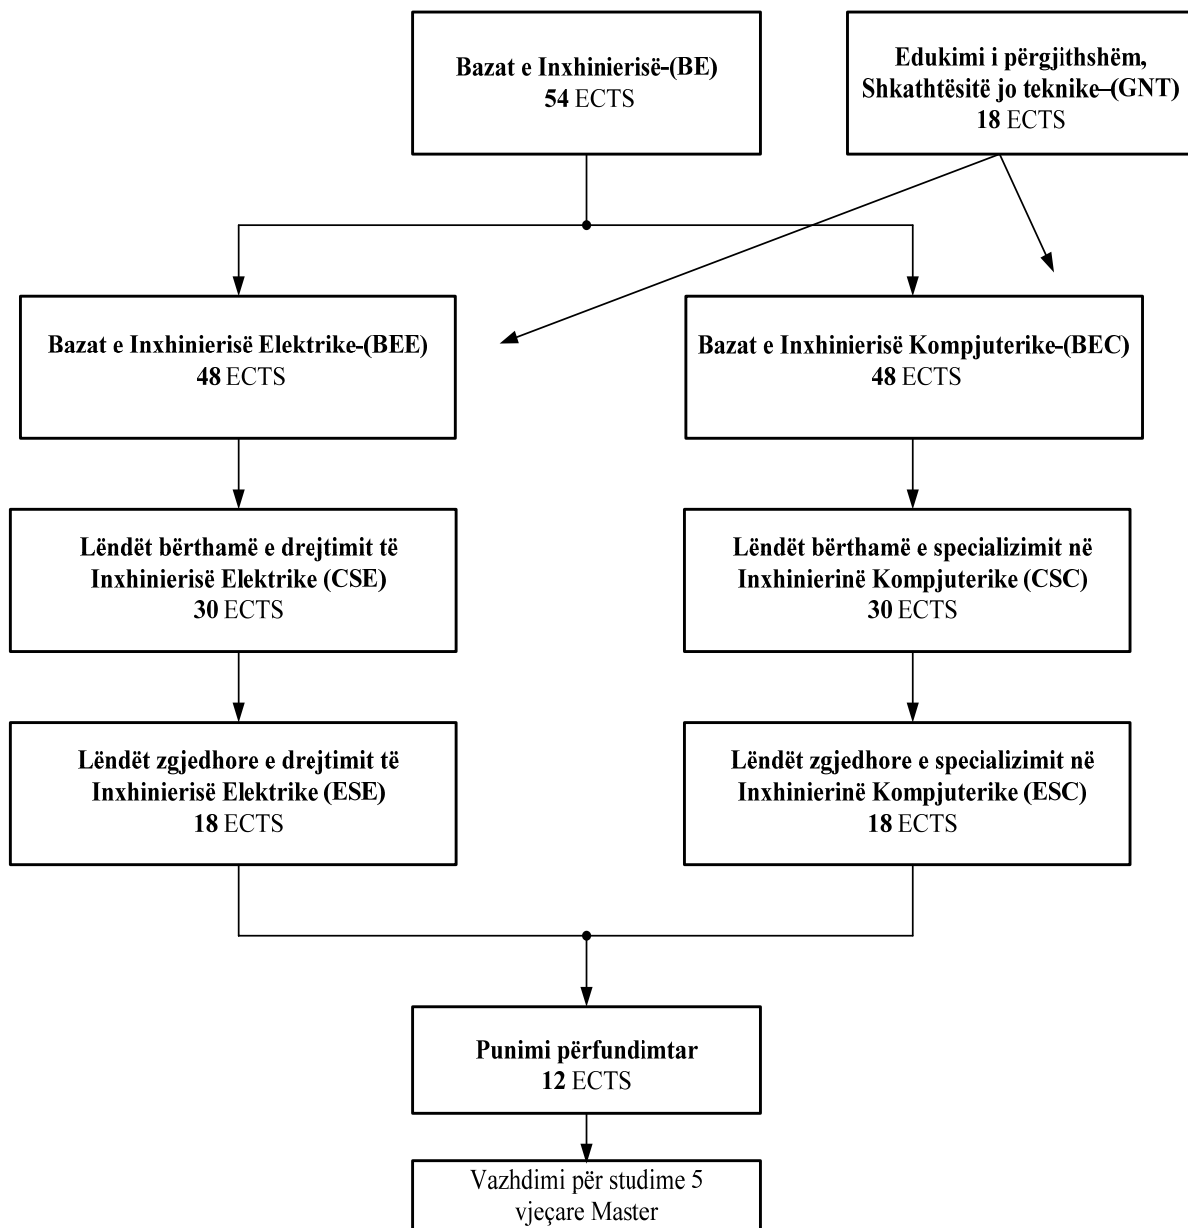 Bazat e Inxhinierisë-(BE)
54 ECTS
Edukimi i përgjithshëm,
Shkathtësitë jo teknike–(GNT)
18 ECTS
Bazat e Inxhinierisë Elektrike-(BEE)
48 ECTS
Bazat e Inxhinierisë Kompjuterike-(BEC)
48 ECTS
Lëndët bërthamë e drejtimit të
Inxhinierisë Elektrike (CSE)
30 ECTS
Lëndët bërthamë e specializimit në
Inxhinierinë Kompjuterike (CSC)
30 ECTS
Lëndët zgjedhore e drejtimit të
Inxhinierisë Elektrike (ESE)
18 ECTS
Lëndët zgjedhore e specializimit në
Inxhinierinë Kompjuterike (ESC)
18 ECTS
Punimi përfundimtar
12 ECTS
Vazhdimi për studime 5
vjeçare Master